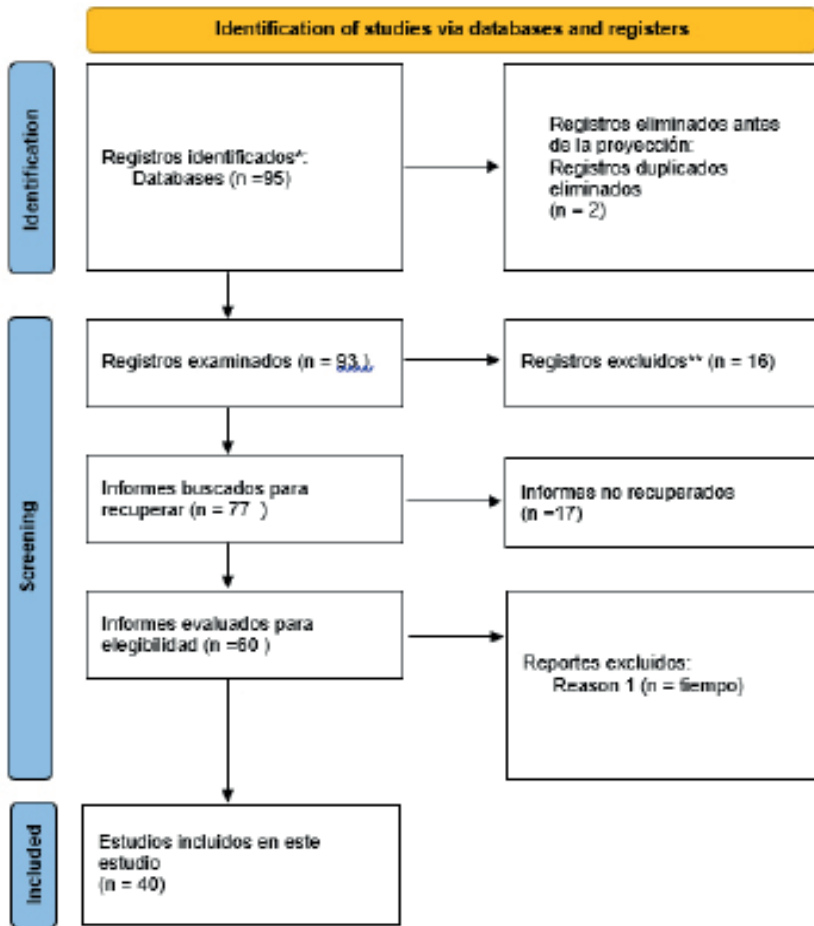 Identification of studies via databases and registers
Identification
Registros identificados*:
Databases (n =95)
Registros eliminados antes
de la proyección:
Registros duplicados
eliminados
(n = 2)
Screening
Registros examinados (n = 93 )
Registros excluidos** (n = 16)
Informes buscados para
recuperar (n = 77 )
Informes no recuperados
(n =17)
Informes evaluados para
elegibilidad (n =60 )
Reportes excluidos:
Reason 1 (n = tiempo)
Included
Estudios incluidos en este
estudio
(n = 40)